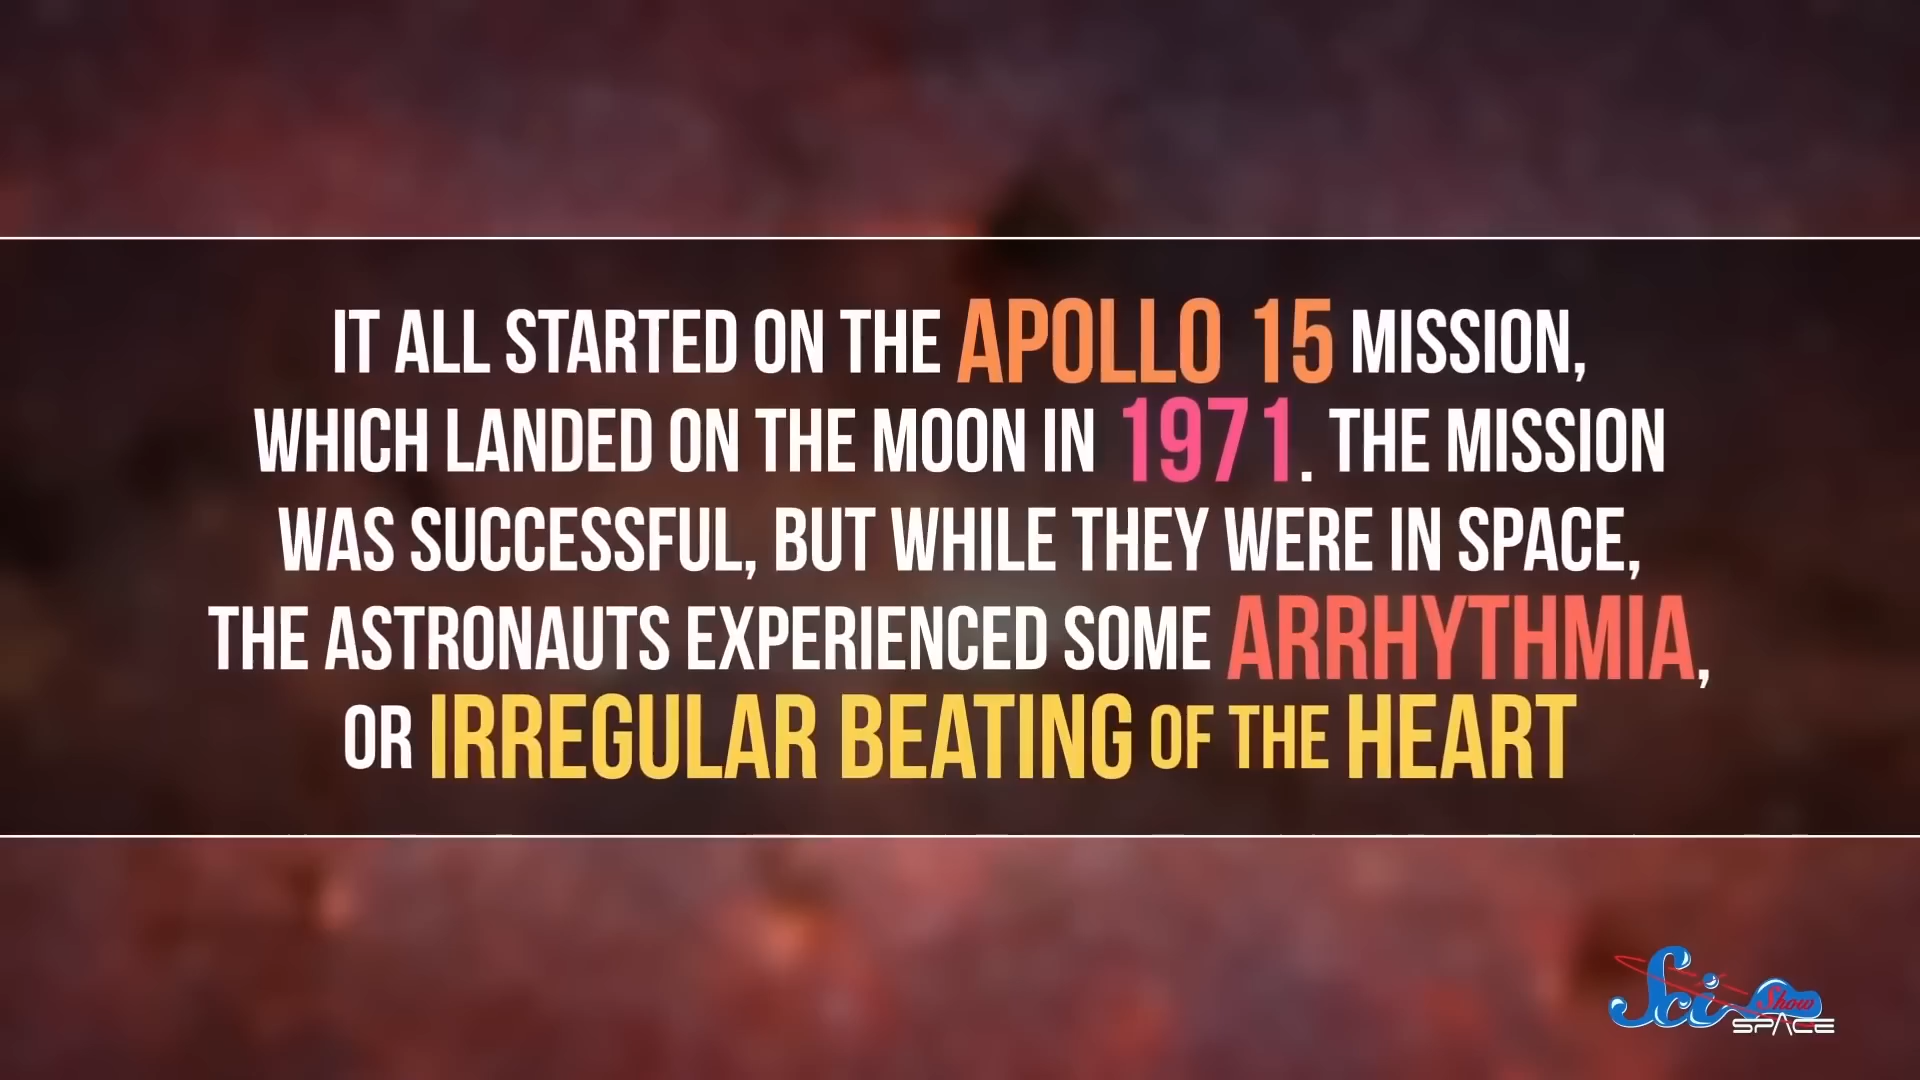 IT ALL STARTED ON THE APOLLO 15 MISSION,
WHICH LANDED ON THE MOON IN 1971. THE MISSION
WAS SUCCESSFUL, BUT WHILE THEY WERE IN SPACE,
THE ASTRONAUTS EXPERIENCED SOME ARRHYTHMIA,
OR IRREGULAR BEATING OF THE HEART
Sci Show
SPACE